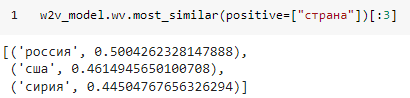 1 w2v_model.wv.most_similar(positive=["страна"])[:3]
[('россия', 0.5004262328147888),
('сша', 0.4614945650100708),
('сирия', 0.44504767656326294)]